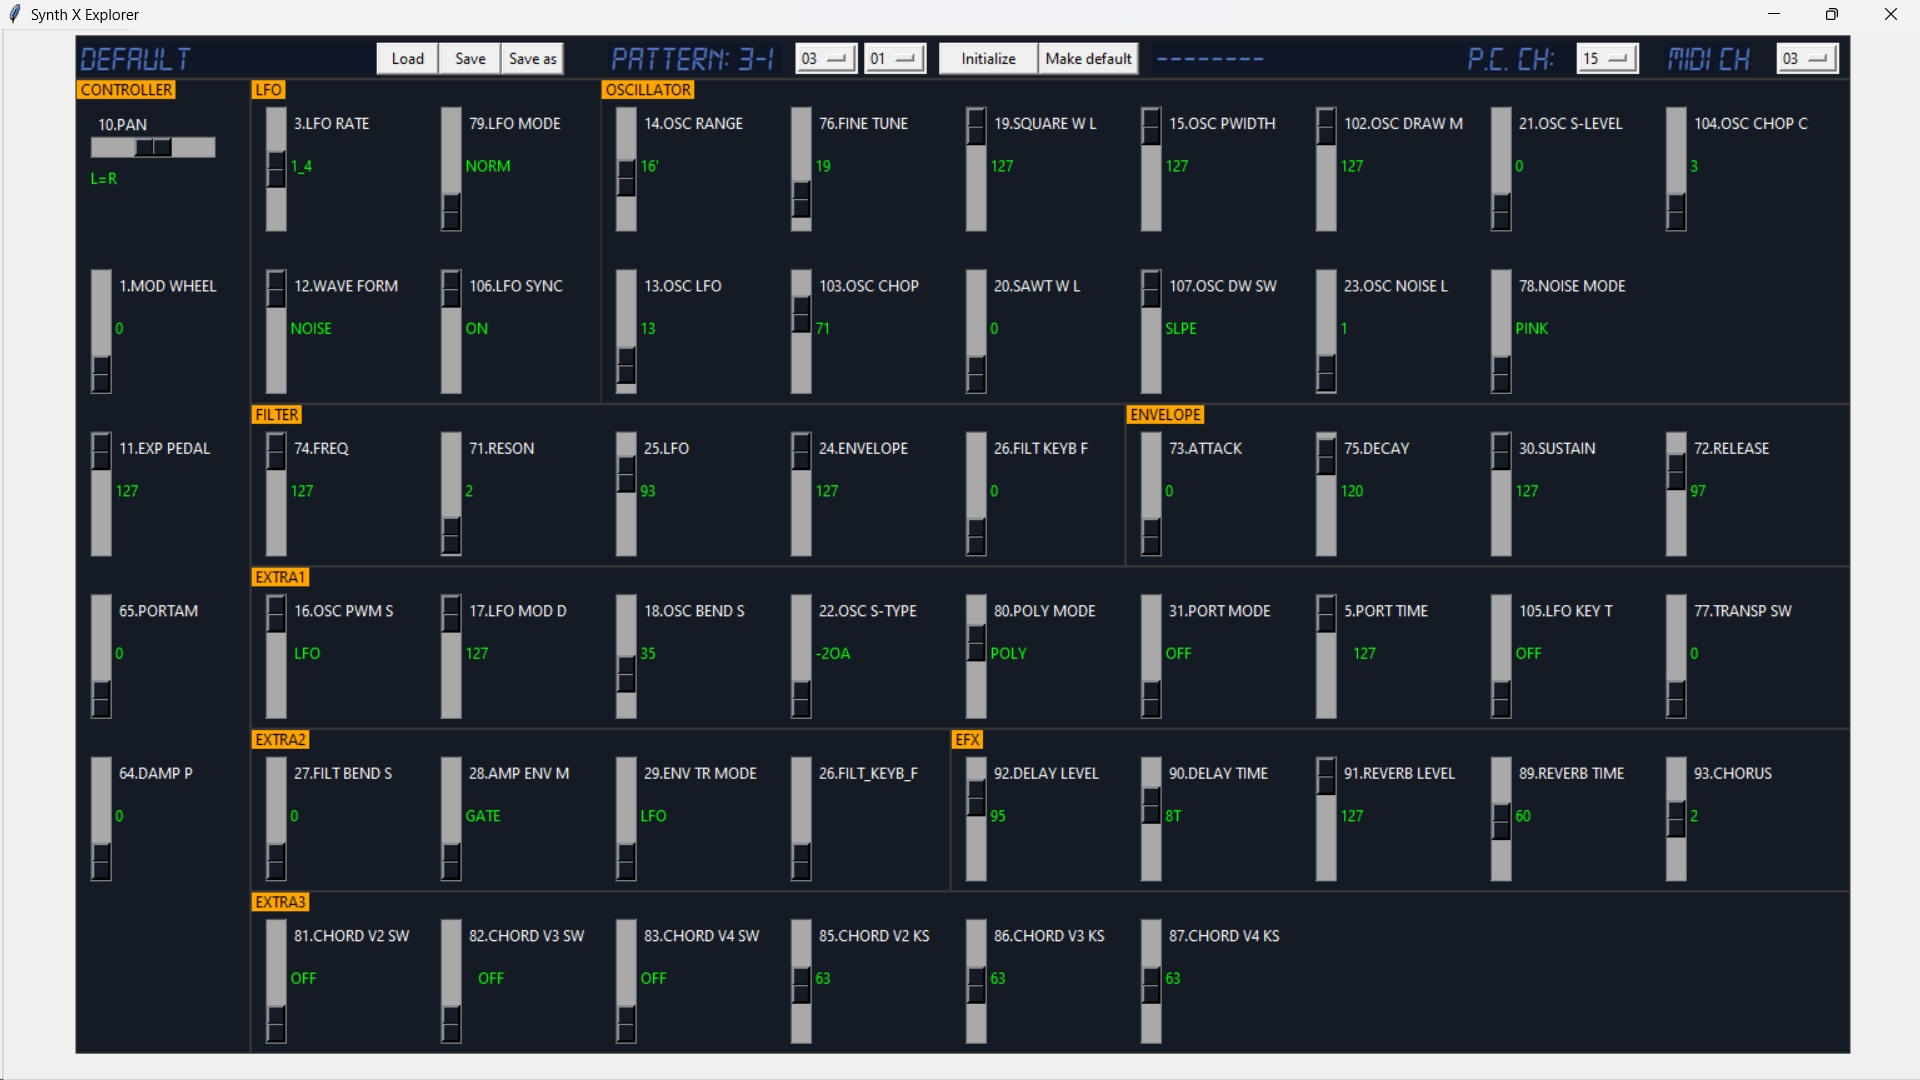 Synth X Explorer
DEFAULT Load Save Save as PATTERN: 3-1 03 01 Initialize Make default -------- P.C. CH: 15 MIDI CH 03
CONTROLLER LFO OSCILLATOR
10.PAN 3.LFO RATE 79.LFO MODE 14.OSC RANGE 76.FINE TUNE 19.SQUARE W L 15.OSC PWIDTH 102.OSC DRAW M 21.OSC S-LEVEL 104.OSC CHOP C
L=R 1_4 NORM 16' 19 127 127 127 0 3
1.MOD WHEEL 12.WAVE FORM 106.LFO SYNC 13.OSC LFO 103.OSC CHOP 20.SAWT W L 107.OSC DW SW 23.OSC NOISE L 78.NOISE MODE
0 NOISE ON 13 71 0 SLPE 1 PINK
FILTER ENVELOPE
11.EXP PEDAL 74.FREQ 71.RESON 25.LFO 24.ENVELOPE 26.FILT KEYB F 73.ATTACK 75.DECAY 30.SUSTAIN 72.RELEASE
127 127 2 93 127 0 0 120 127 97
EXTRA1
65.PORTAM 16.OSC PWM S 17.LFO MOD D 18.OSC BEND S 22.OSC S-TYPE 80.POLY MODE 31.PORT MODE 5.PORT TIME 105.LFO KEY T 77.TRANSP SW
0 LFO 127 35 -2OA POLY OFF 127 OFF 0
EXTRA2 EFX
64.DAMP P 27.FILT BEND S 28.AMP ENV M 29.ENV TR MODE 26.FILT_KEYB_F 92.DELAY LEVEL 90.DELAY TIME 91.REVERB LEVEL 89.REVERB TIME 93.CHORUS
0 0 GATE LFO 95 8T 127 60 2
EXTRA3
81.CHORD V2 SW 82.CHORD V3 SW 83.CHORD V4 SW 85.CHORD V2 KS 86.CHORD V3 KS 87.CHORD V4 KS
OFF OFF OFF 63 63 63